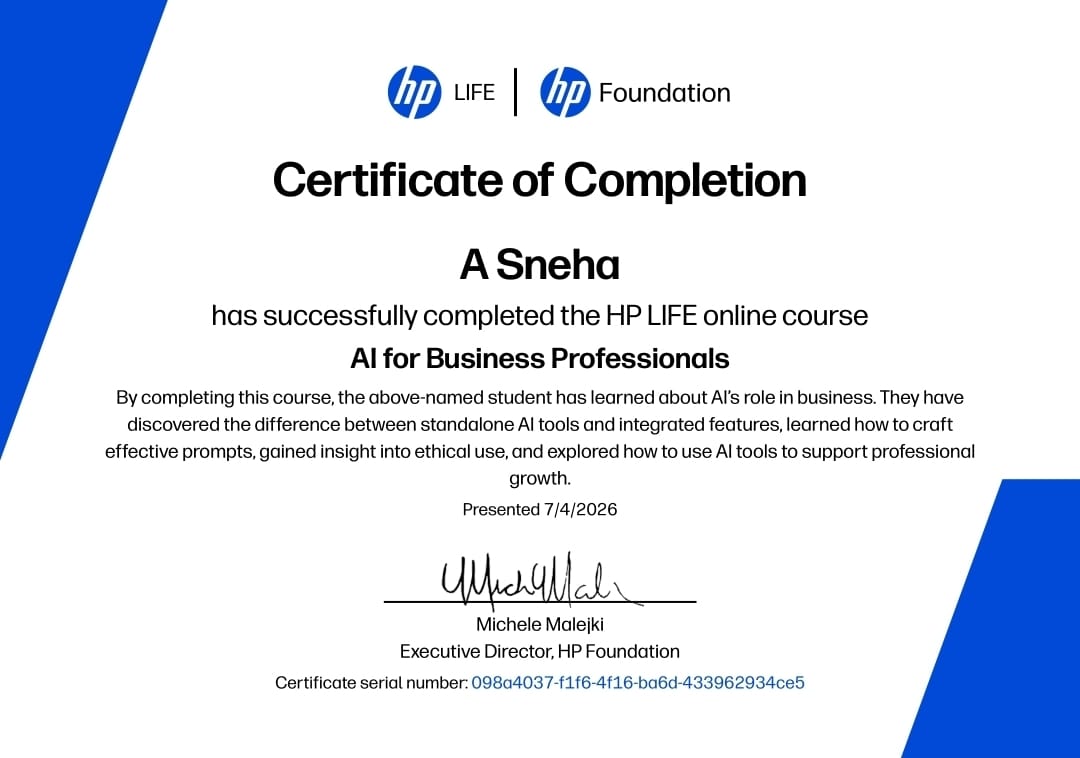 hp LIFE | hp Foundation
Certificate of Completion
A Sneha
has successfully completed the HP LIFE online course
AI for Business Professionals
By completing this course, the above-named student has learned about AI's role in business. They have
discovered the difference between standalone AI tools and integrated features, learned how to craft
effective prompts, gained insight into ethical use, and explored how to use AI tools to support professional
growth.
Presented 7/4/2026
Michele Malejki
Executive Director, HP Foundation
Certificate serial number: 098a4037-f1f6-4f16-ba6d-433962934ce5